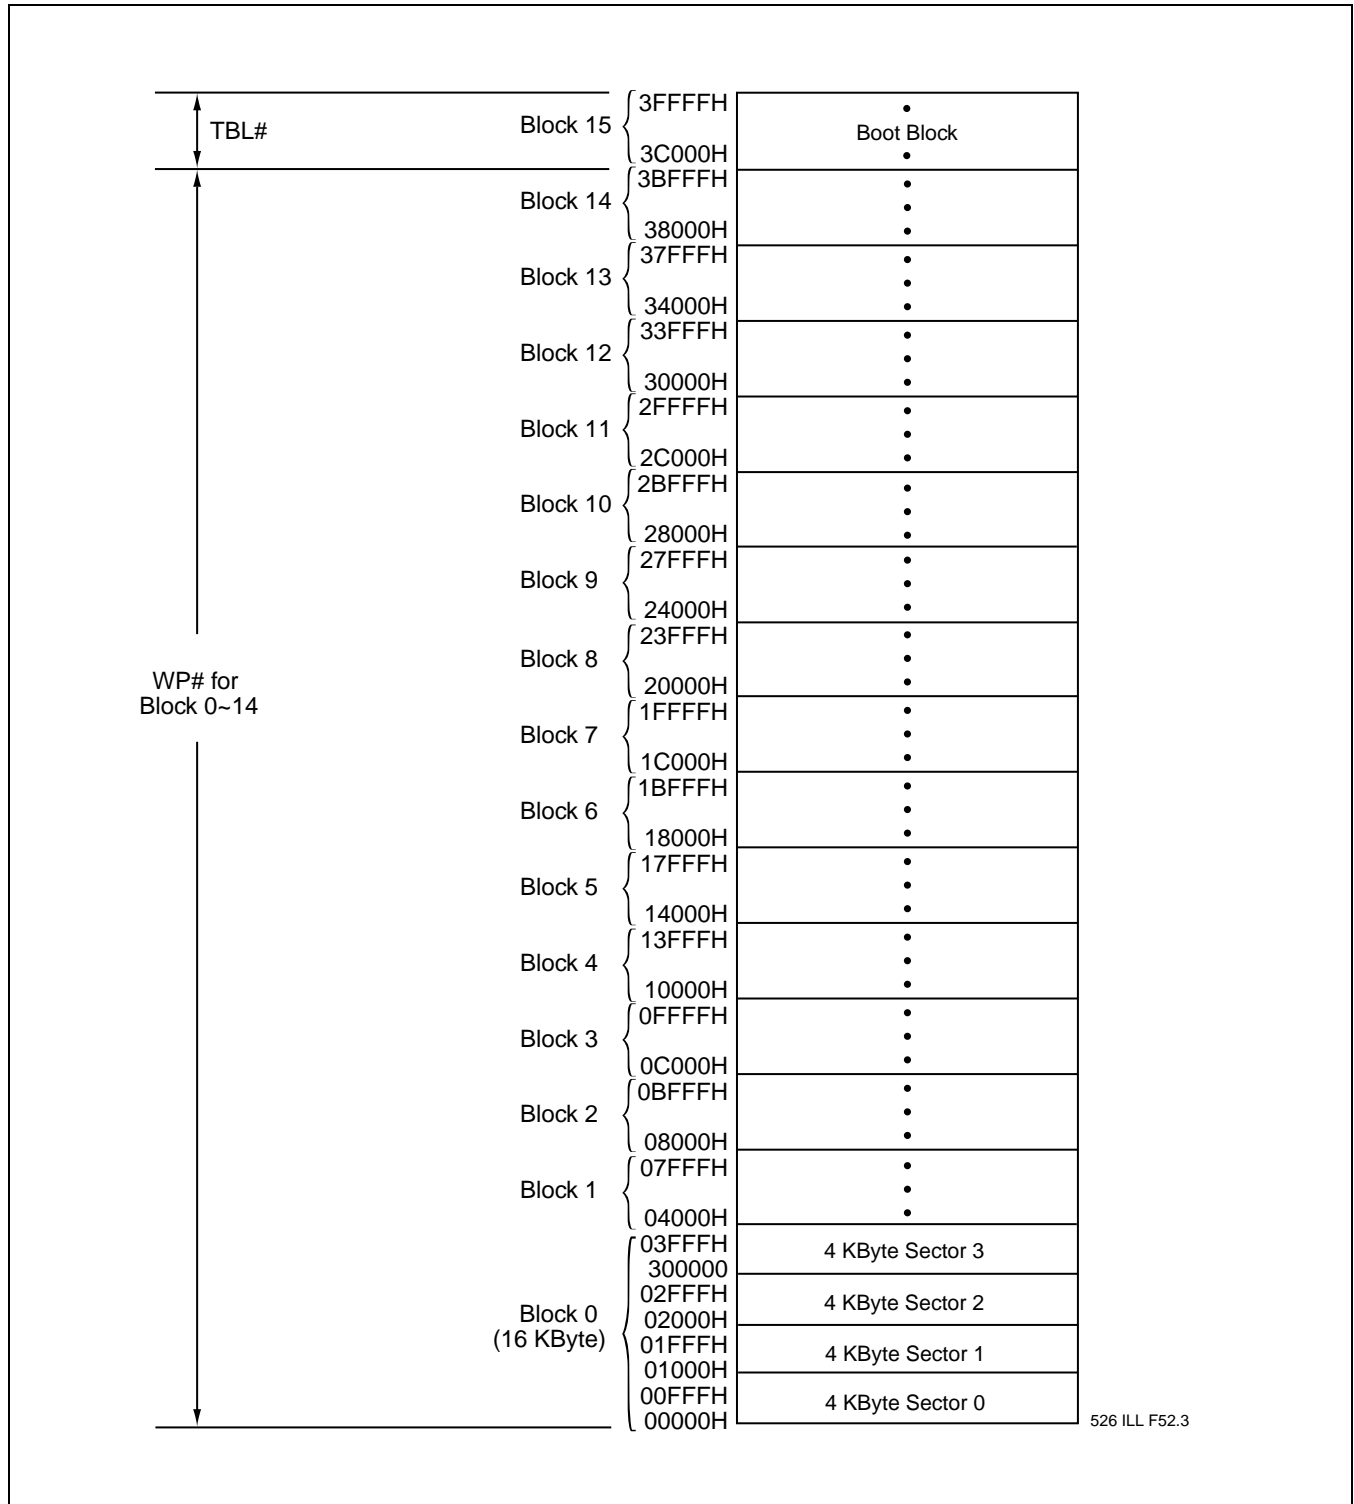 TBL#
Block 15
3FFFFH
3C000H
Boot Block
Block 14
3BFFFH
38000H
Block 13
37FFFH
34000H
Block 12
33FFFH
30000H
Block 11
2FFFFH
2C000H
Block 10
2BFFFH
28000H
Block 9
27FFFH
24000H
Block 8
23FFFH
20000H
WP# for
Block 0~14
Block 7
1FFFFH
1C000H
Block 6
1BFFFH
18000H
Block 5
17FFFH
14000H
Block 4
13FFFH
10000H
Block 3
0FFFFH
0C000H
Block 2
0BFFFH
08000H
Block 1
07FFFH
04000H
Block 0
(16 KByte)
03FFFH
300000
4 KByte Sector 3
02FFFH
02000H
4 KByte Sector 2
01FFFH
01000H
4 KByte Sector 1
00FFFH
00000H
4 KByte Sector 0
526 ILL F52.3